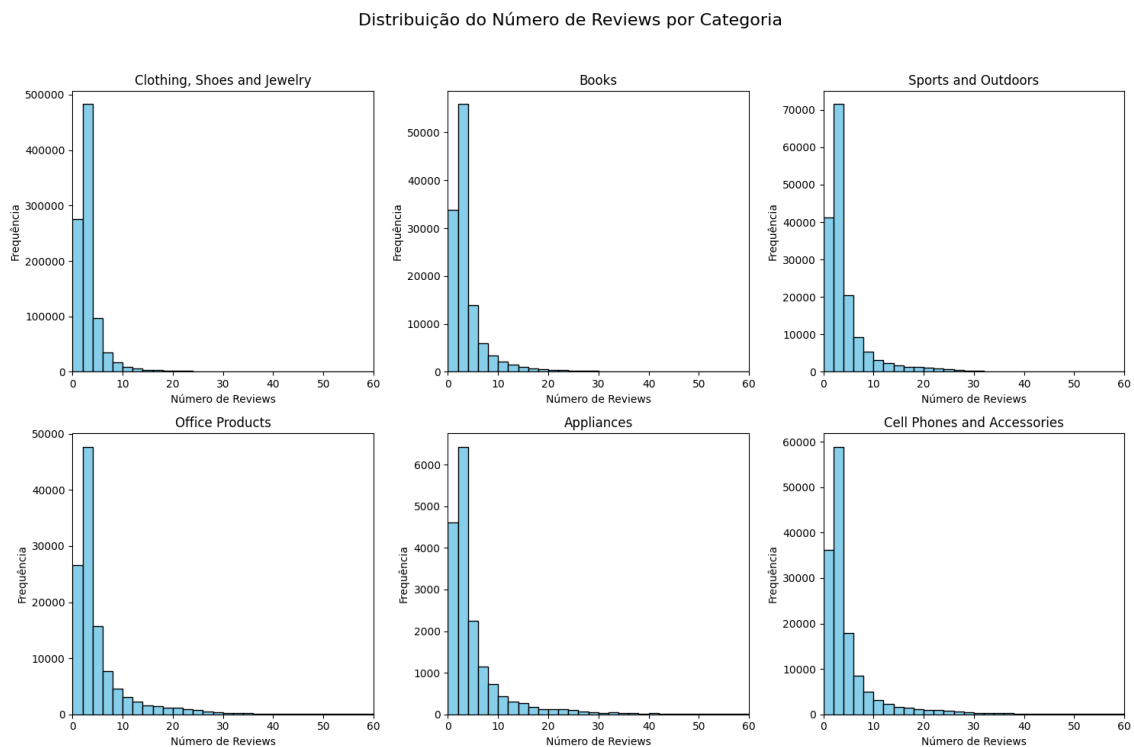 Distribuição do Número de Reviews por Categoria
Clothing, Shoes and Jewelry
500000
400000
300000
200000
100000
0
Frequência
0 10 20 30 40 50 60
Número de Reviews
Books
50000
40000
30000
20000
10000
0
Frequência
0 10 20 30 40 50 60
Número de Reviews
Sports and Outdoors
70000
60000
50000
40000
30000
20000
10000
0
Frequência
0 10 20 30 40 50 60
Número de Reviews
Office Products
50000
40000
30000
20000
10000
0
Frequência
0 10 20 30 40 50 60
Número de Reviews
Appliances
6000
5000
4000
3000
2000
1000
0
Frequência
0 10 20 30 40 50 60
Número de Reviews
Cell Phones and Accessories
60000
50000
40000
30000
20000
10000
0
Frequência
0 10 20 30 40 50 60
Número de Reviews